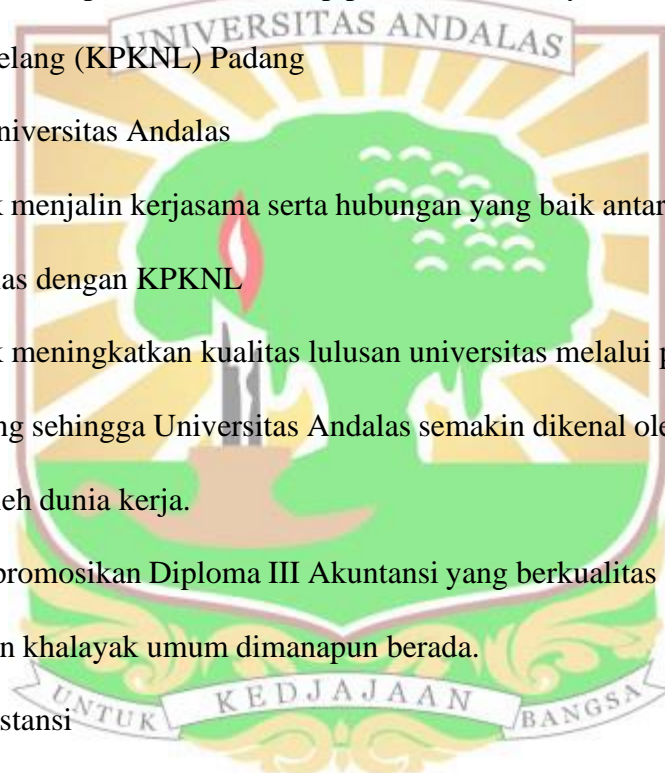 UNIVERSITAS ANDALAS
elang (KPKNL) Padang
niversitas Andalas
k menjalin kerjasama serta hubungan yang baik antar
as dengan KPKNL
k meningkatkan kualitas lulusan universitas melalui p
ng sehingga Universitas Andalas semakin dikenal ole
eh dunia kerja.
promosikan Diploma III Akuntansi yang berkualitas
n khalayak umum dimanapun berada.
UNTUK KEDJAJAAN BANGSA
stansi